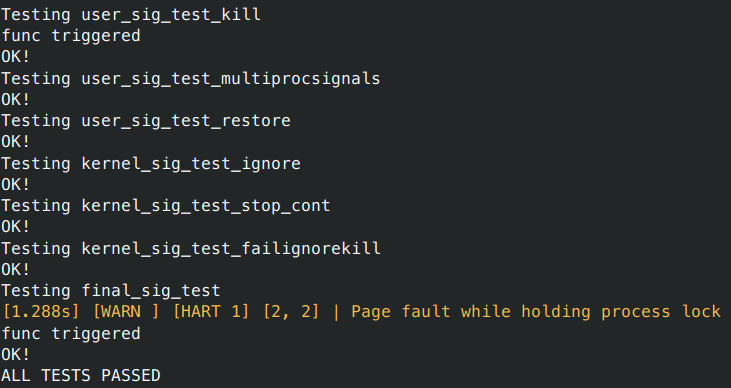 Testing user_sig_test_kill
func triggered
OK!
Testing user_sig_test_multiprocsignals
OK!
Testing user_sig_test_restore
OK!
Testing kernel_sig_test_ignore
OK!
Testing kernel_sig_test_stop_cont
OK!
Testing kernel_sig_test_failignorekill
OK!
Testing final_sig_test
[1.288s] [WARN ] [HART 1] [2, 2] | Page fault while holding process lock
func triggered
OK!
ALL TESTS PASSED